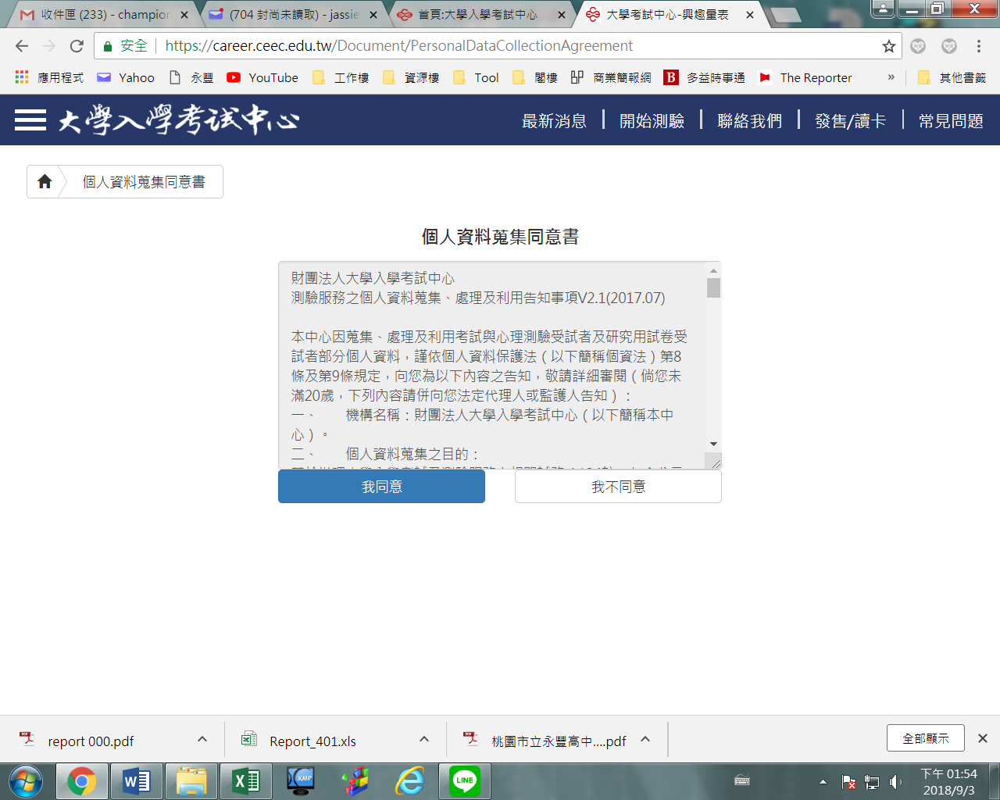 收件匣 (233) - champion
(704 封尚未讀取) - jassie
首頁:大學入學考試中心
大學考試中心-興趣量表
安全
https://career.ceec.edu.tw/Document/PersonalDataCollectionAgreement
應用程式
Yahoo
永豐
YouTube
工作樓
資源樓
Tool
閣樓
商業簡報網
B
多益時事通
The Reporter
»
其他書籤
大學入學考試中心
最新消息
開始測驗
聯絡我們
發售/讀卡
常見問題
個人資料蒐集同意書
個人資料蒐集同意書
財團法人大學入學考試中心
測驗服務之個人資料蒐集、處理及利用告知事項V2.1(2017.07)
本中心因蒐集、處理及利用考試與心理測驗受試者及研究用試卷受
試者部分個人資料，謹依個人資料保護法（以下簡稱個資法）第8
條及第9條規定，向您為以下內容之告知，敬請詳細審閱（倘您未
滿20歲，下列內容請併向您法定代理人或監護人告知）：
一、 機構名稱：財團法人大學入學考試中心（以下簡稱本中
心）。
二、 個人資料蒐集之目的：
我同意
我不同意
report 000.pdf
Report_401.xls
桃園市立永豐高中....pdf
全部顯示
KMP
LINE
下午 01:54
2018/9/3